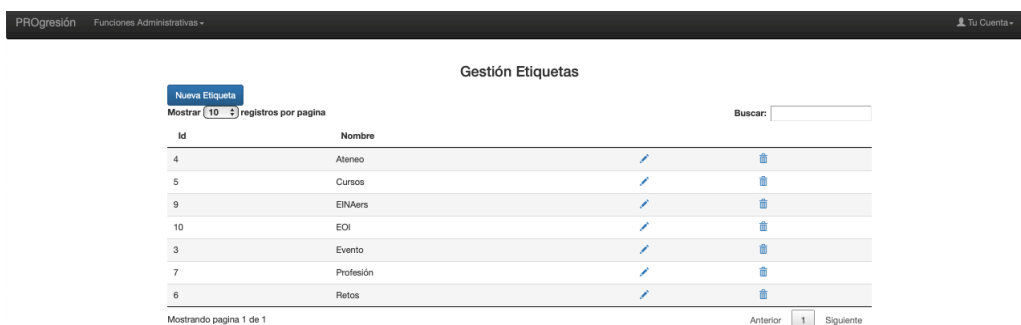 PROgresión Funciones Administrativas Tu Cuenta
Gestión Etiquetas
Nueva Etiqueta
Mostrar 10 registros por pagina Buscar:
Id Nombre
4 Ateneo
5 Cursos
9 EINAers
10 EOI
3 Evento
7 Profesión
6 Retos
Mostrando pagina 1 de 1 Anterior 1 Siguiente